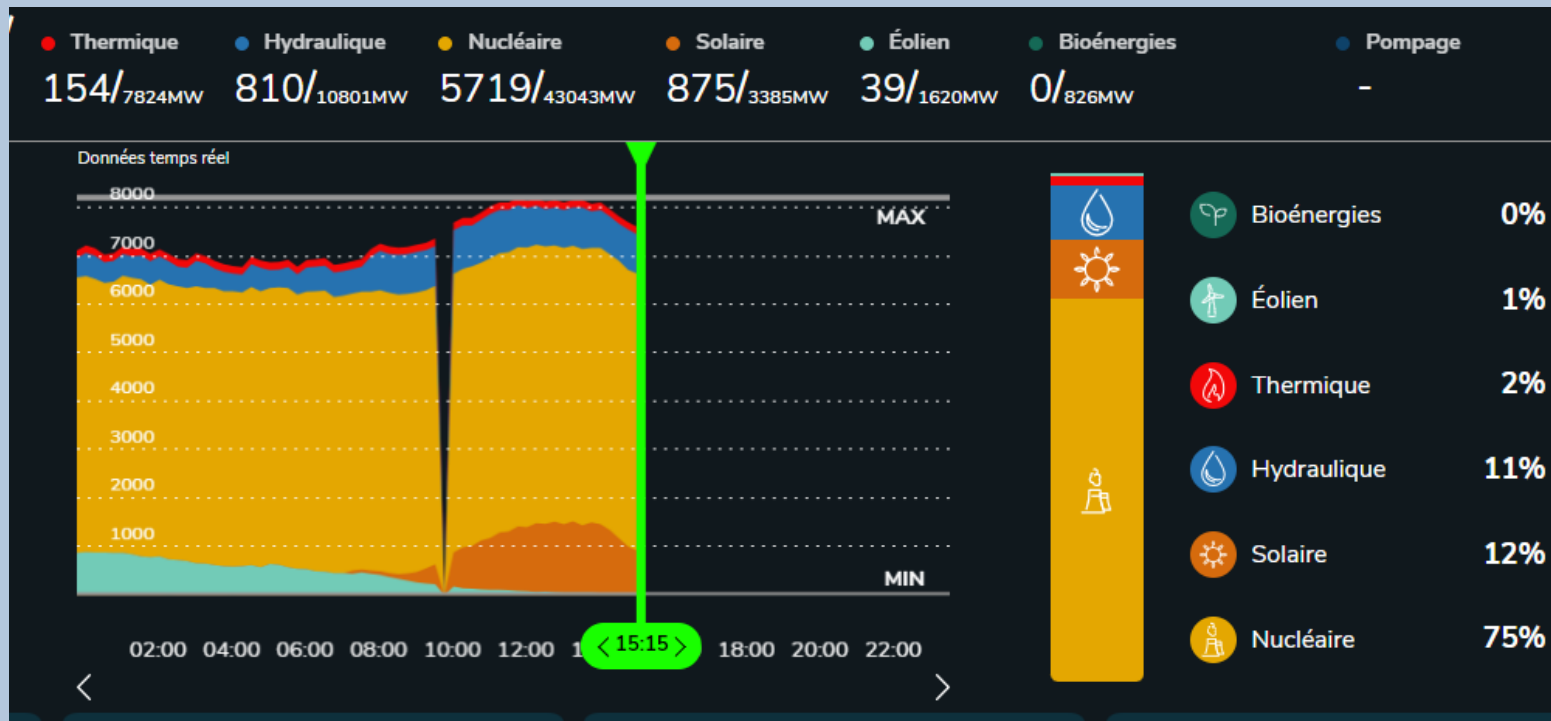 Thermique Hydraulique Nucléaire Solaire Éolien Bioénergies Pompage
154/7824MW 810/10801MW 5719/43043MW 875/3385MW 39/1620MW 0/826MW -
Données temps réel
8000
MAX
7000
6000
5000
4000
3000
2000
1000
MIN
02:00 04:00 06:00 08:00 10:00 12:00 1 < 15:15 > 18:00 20:00 22:00
< >
Bioénergies 0%
Éolien 1%
Thermique 2%
Hydraulique 11%
Solaire 12%
Nucléaire 75%